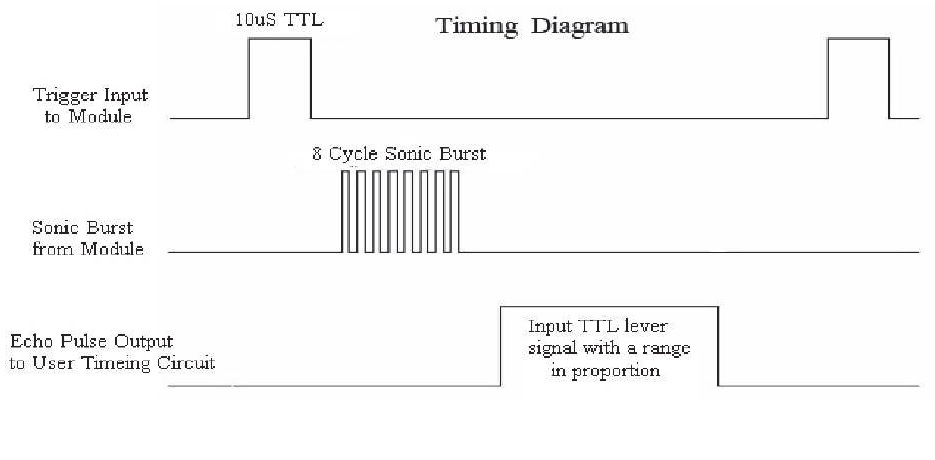 10uS TTL
Timing Diagram
Trigger Input
to Module
8 Cycle Sonic Burst
Sonic Burst
from Module
Echo Pulse Output
to User Timeing Circuit
Input TTL lever
signal with a range
in proportion